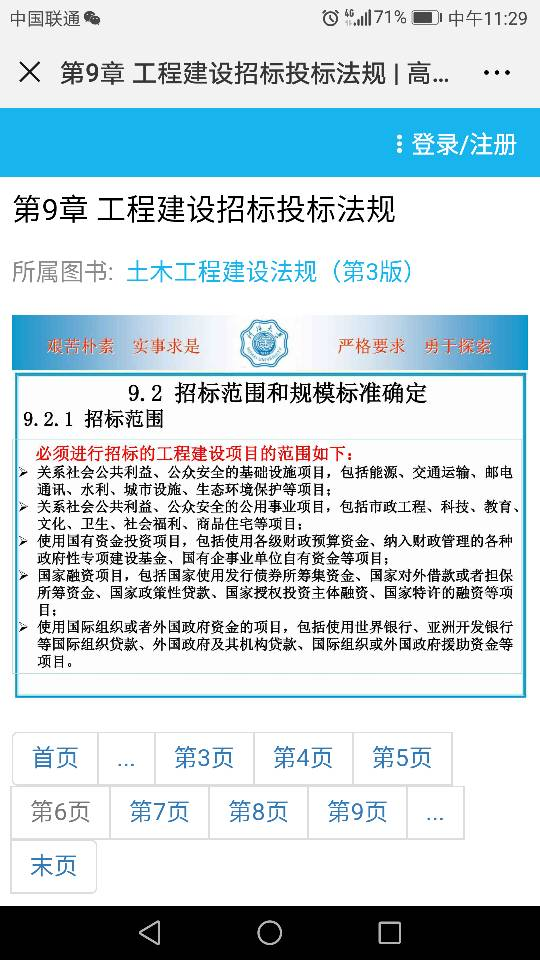 中国联通 4G 71% 中午11:29
第9章 工程建设招标投标法规 | 高... ...
登录/注册
第9章 工程建设招标投标法规
所属图书: 土木工程建设法规（第3版）
艰苦朴素 实事求是 严格要求 勇于探索
9.2 招标范围和规模标准确定
9.2.1 招标范围
必须进行招标的工程建设项目的范围如下：
➢ 关系社会公共利益、公众安全的基础设施项目，包括能源、交通运输、邮电
通讯、水利、城市设施、生态环境保护等项目；
➢ 关系社会公共利益、公众安全的公用事业项目，包括市政工程、科技、教育、
文化、卫生、社会福利、商品住宅等项目；
➢ 使用国有资金投资项目，包括使用各级财政预算资金、纳入财政管理的各种
政府性专项建设基金、国有企事业单位自有资金等项目；
➢ 国家融资项目，包括国家使用发行债券所筹集资金、国家对外借款或者担保
所筹资金、国家政策性贷款、国家授权投资主体融资、国家特许的融资等项
目；
➢ 使用国际组织或者外国政府资金的项目，包括使用世界银行、亚洲开发银行
等国际组织贷款、外国政府及其机构贷款、国际组织或外国政府援助资金等
项目。
首页 ... 第3页 第4页 第5页
第6页 第7页 第8页 第9页 ...
末页